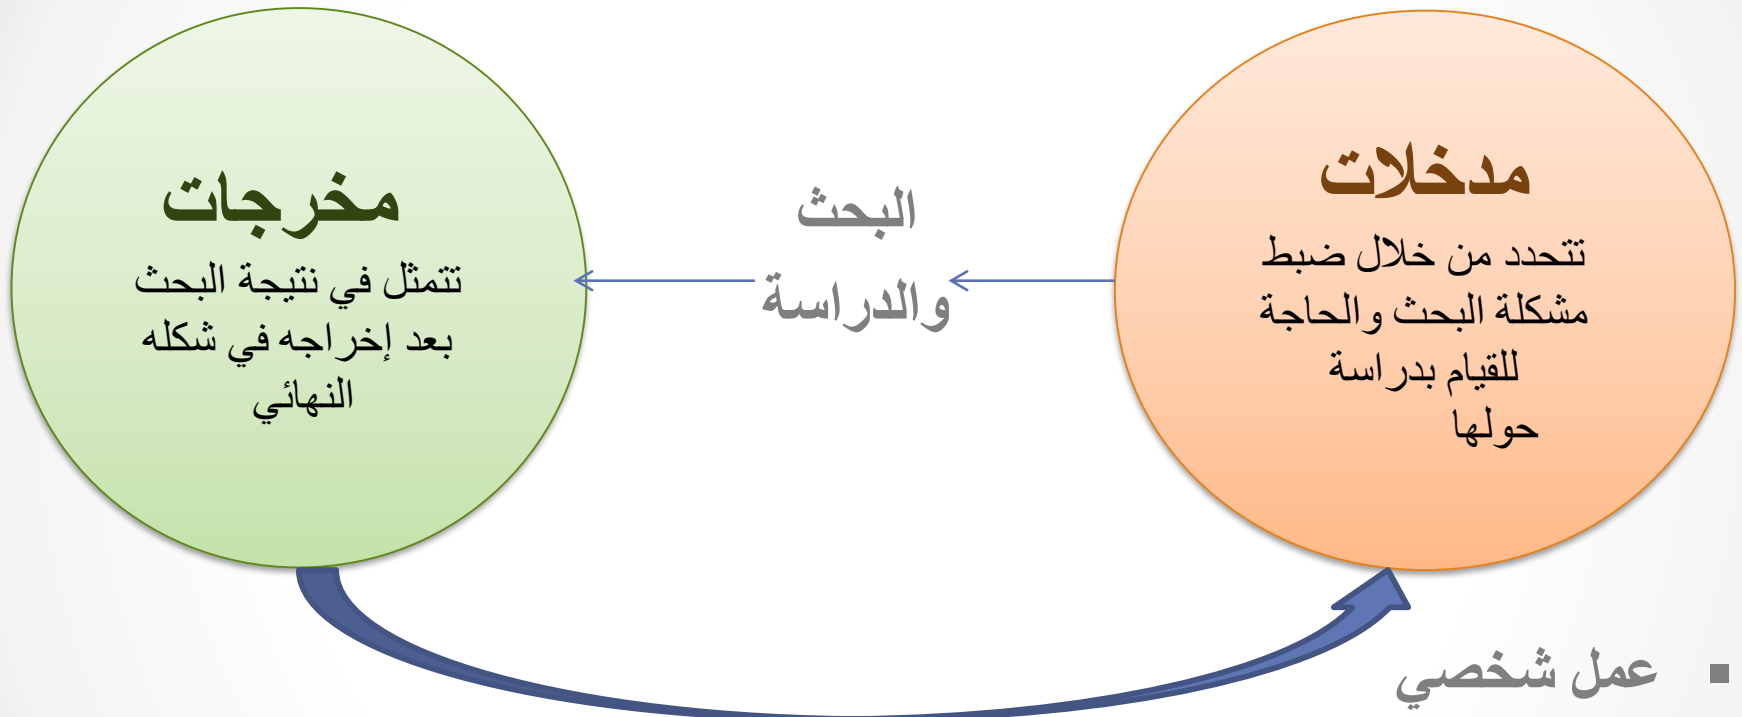 مدخلات
تتحدد من خلال ضبط
مشكلة البحث والحاجة
للقيام بدراسة
حولها
البحث
والدراسة
مخرجات
تتمثل في نتيجة البحث
بعد إخراجه في شكله
النهائي
▪ عمل شخصي